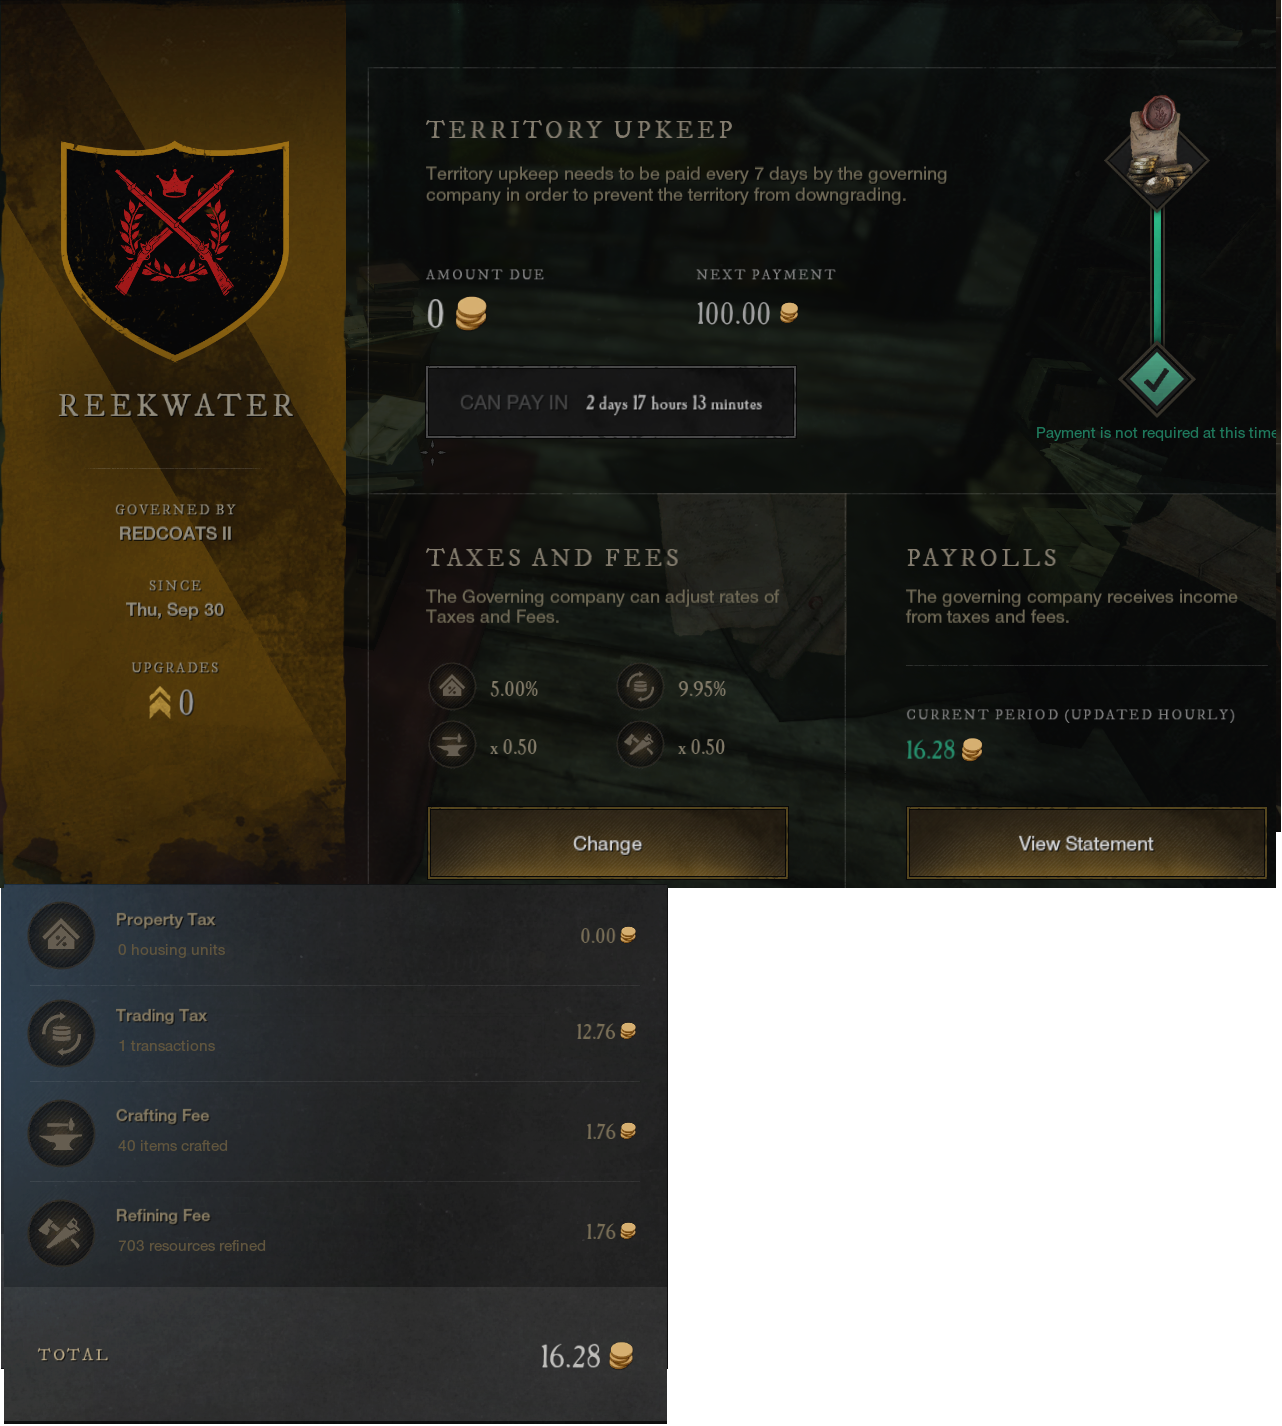 REEKWATER
GOVERNED BY
REDCOATS II
SINCE
Thu, Sep 30
UPGRADES
0
TERRITORY UPKEEP
Territory upkeep needs to be paid every 7 days by the governing
company in order to prevent the territory from downgrading.
AMOUNT DUE
0
NEXT PAYMENT
100.00
CAN PAY IN 2 days 17 hours 13 minutes
Payment is not required at this time
TAXES AND FEES
The Governing company can adjust rates of
Taxes and Fees.
5.00%
9.95%
x 0.50
x 0.50
Change
PAYROLLS
The governing company receives income
from taxes and fees.
CURRENT PERIOD (UPDATED HOURLY)
16.28
View Statement
Property Tax
0 housing units
0.00
Trading Tax
1 transactions
12.76
Crafting Fee
40 items crafted
1.76
Refining Fee
703 resources refined
1.76
TOTAL
16.28